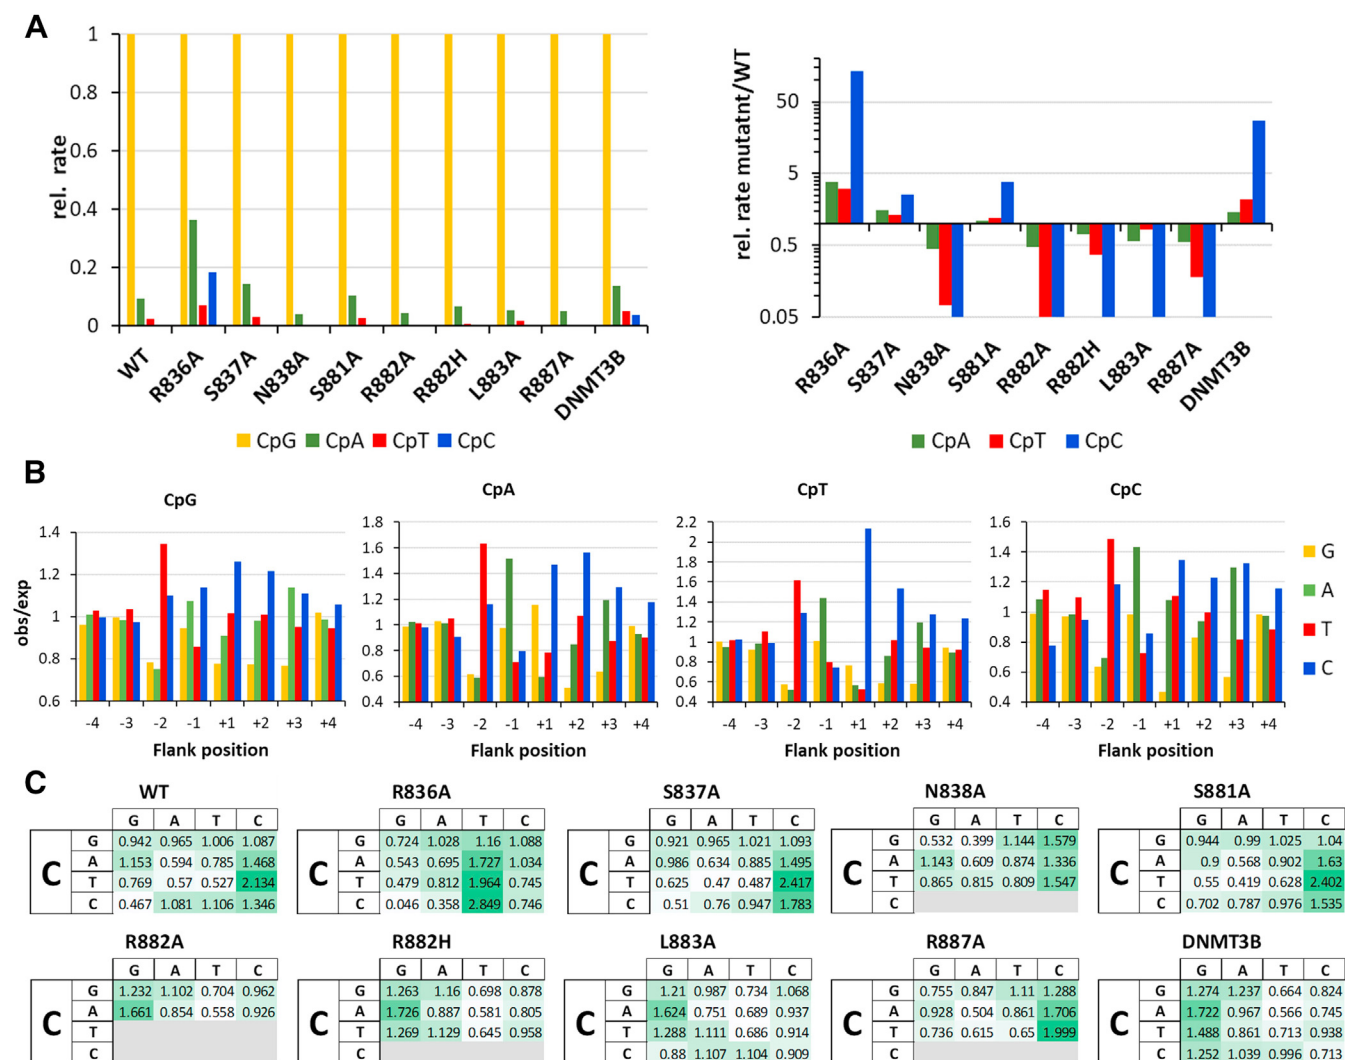 A
rel. rate
1
0.8
0.6
0.4
0.2
0
WT
R836A
S837A
N838A
S881A
R882A
R882H
L883A
R887A
DNMT3B
CpG CpA CpT CpC
rel. rate mutatnt/WT
50
5
0.5
0.05
R836A
S837A
N838A
S881A
R882A
R882H
L883A
R887A
DNMT3B
CpA CpT CpC
B
CpG
obs/exp
1.4
1.2
1
0.8
0.6
-4 -3 -2 -1 +1 +2 +3 +4
Flank position
CpA
1.8
1.6
1.4
1.2
1
0.8
0.6
0.4
-4 -3 -2 -1 +1 +2 +3 +4
Flank position
CpT
2.2
2
1.8
1.6
1.4
1.2
1
0.8
0.6
0.4
-4 -3 -2 -1 +1 +2 +3 +4
Flank position
CpC
1.6
1.4
1.2
1
0.8
0.6
0.4
-4 -3 -2 -1 +1 +2 +3 +4
Flank position
G
A
T
C
C
WT
G A T C
C
G 0.942 0.965 1.006 1.087
A 1.153 0.594 0.785 1.468
T 0.769 0.57 0.527 2.134
C 0.467 1.081 1.106 1.346
R836A
G A T C
C
G 0.724 1.028 1.16 1.088
A 0.543 0.695 1.727 1.034
T 0.479 0.812 1.964 0.745
C 0.046 0.358 2.849 0.746
S837A
G A T C
C
G 0.921 0.965 1.021 1.093
A 0.986 0.634 0.885 1.495
T 0.625 0.47 0.487 2.417
C 0.51 0.76 0.947 1.783
N838A
G A T C
C
G 0.532 0.399 1.144 1.579
A 1.143 0.609 0.874 1.336
T 0.865 0.815 0.809 1.547
C
S881A
G A T C
C
G 0.944 0.99 1.025 1.04
A 0.9 0.568 0.902 1.63
T 0.55 0.419 0.628 2.402
C 0.702 0.787 0.976 1.535
R882A
G A T C
C
G 1.232 1.102 0.704 0.962
A 1.661 0.854 0.558 0.926
T
C
R882H
G A T C
C
G 1.263 1.16 0.698 0.878
A 1.726 0.887 0.581 0.805
T 1.269 1.129 0.645 0.958
C
L883A
G A T C
C
G 1.21 0.987 0.734 1.068
A 1.624 0.751 0.689 0.937
T 1.288 1.111 0.686 0.914
C 0.88 1.107 1.104 0.909
R887A
G A T C
C
G 0.755 0.847 1.11 1.288
A 0.928 0.504 0.861 1.706
T 0.736 0.615 0.65 1.999
C
DNMT3B
G A T C
C
G 1.274 1.237 0.664 0.824
A 1.722 0.967 0.566 0.745
T 1.488 0.861 0.713 0.938
C 1.252 1.039 0.996 0.713